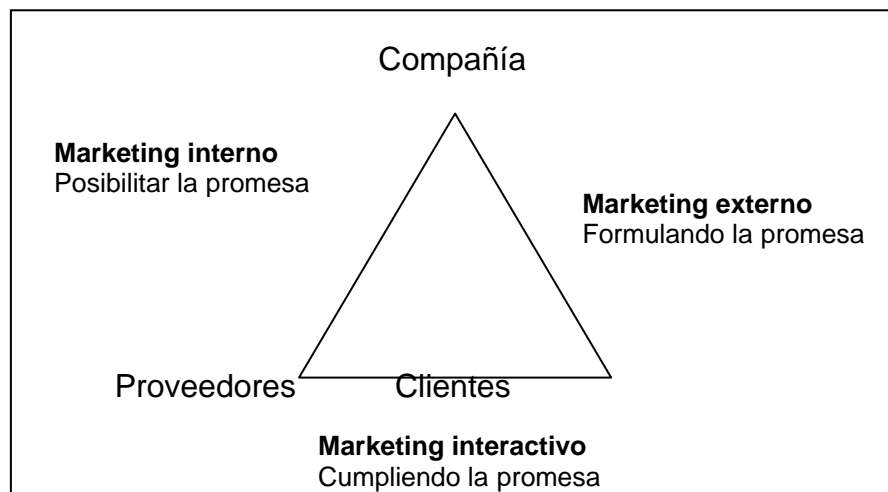 Compañía
Marketing interno
Posibilitar la promesa
Marketing externo
Formulando la promesa
Proveedores
Clientes
Marketing interactivo
Cumpliendo la promesa